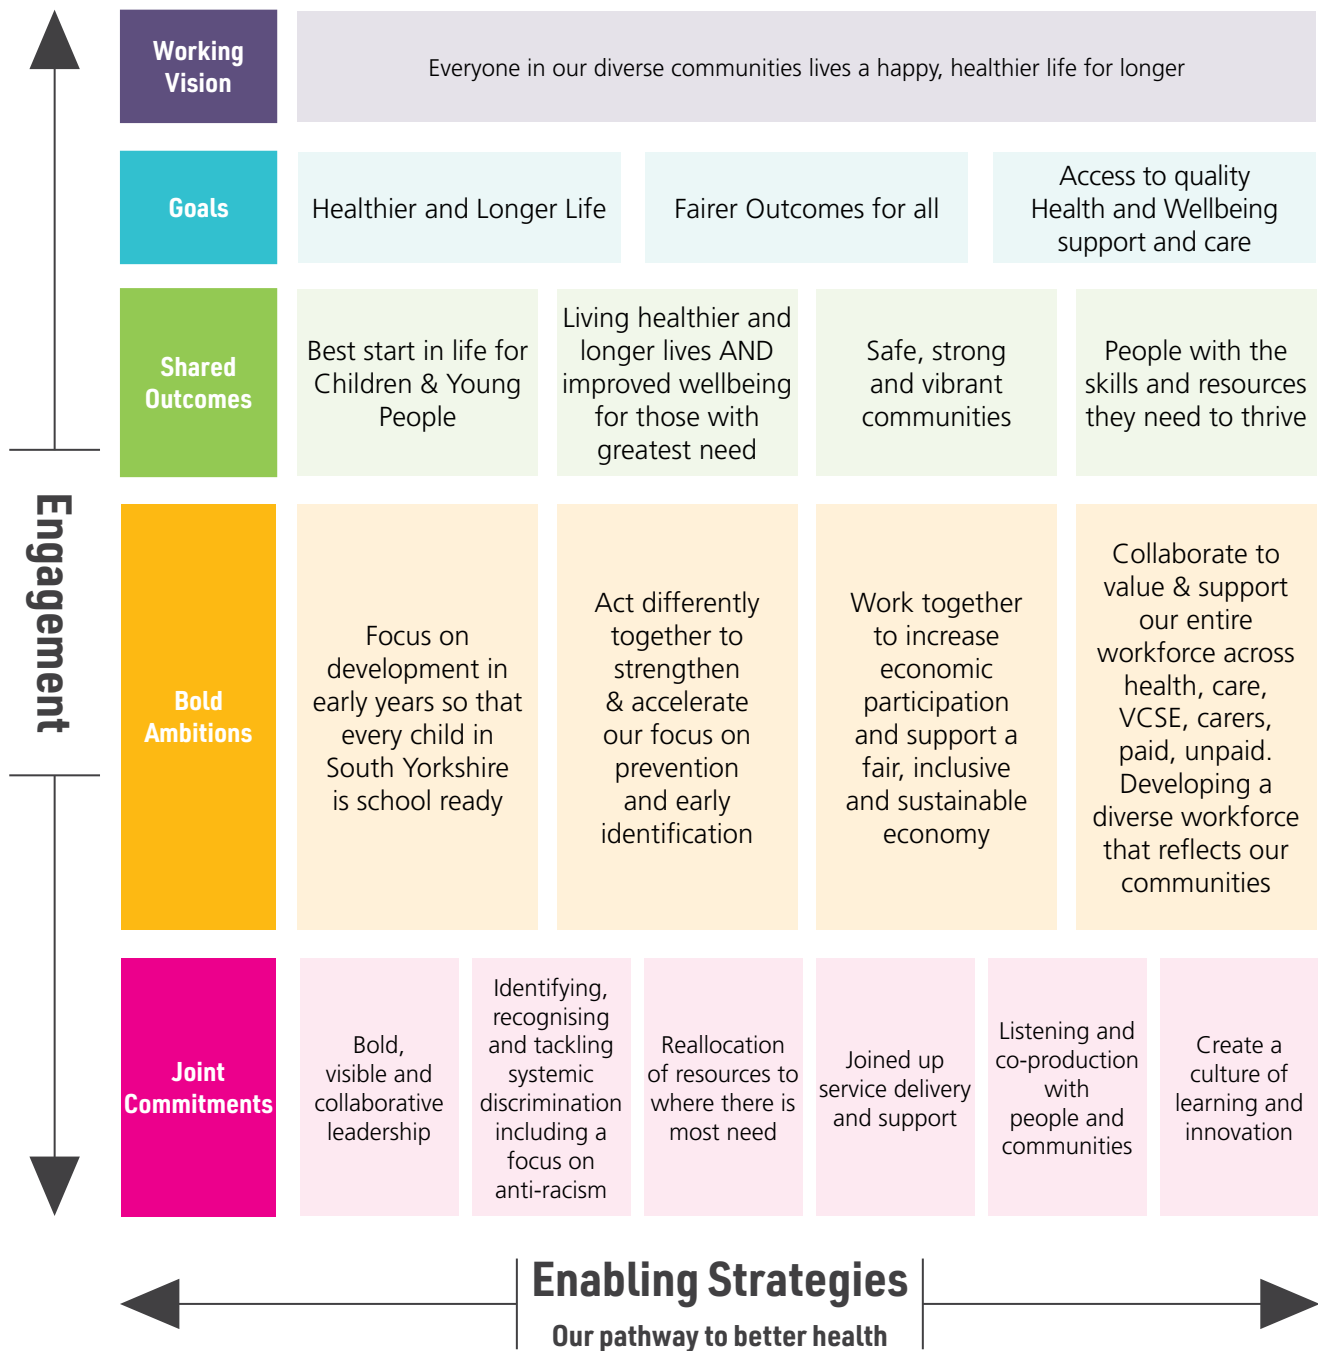 Working
Vision
Everyone in our diverse communities lives a happy, healthier life for longer
Goals
Healthier and Longer Life
Fairer Outcomes for all
Access to quality
Health and Wellbeing
support and care
Shared
Outcomes
Best start in life for
Children & Young
People
Living healthier and
longer lives AND
improved wellbeing
for those with
greatest need
Safe, strong
and vibrant
communities
People with the
skills and resources
they need to thrive
Engagement
Bold
Ambitions
Focus on
development in
early years so that
every child in
South Yorkshire
is school ready
Act differently
together to
strengthen
& accelerate
our focus on
prevention
and early
identification
Work together
to increase
economic
participation
and support a
fair, inclusive
and sustainable
economy
Collaborate to
value & support
our entire
workforce across
health, care,
VCSE, carers,
paid, unpaid.
Developing a
diverse workforce
that reflects our
communities
Joint
Commitments
Bold,
visible and
collaborative
leadership
Identifying,
recognising
and tackling
systemic
discrimination
including a
focus on
anti-racism
Reallocation
of resources to
where there is
most need
Joined up
service delivery
and support
Listening and
co-production
with
people and
communities
Create a
culture of
learning and
innovation
Enabling Strategies
Our pathway to better health